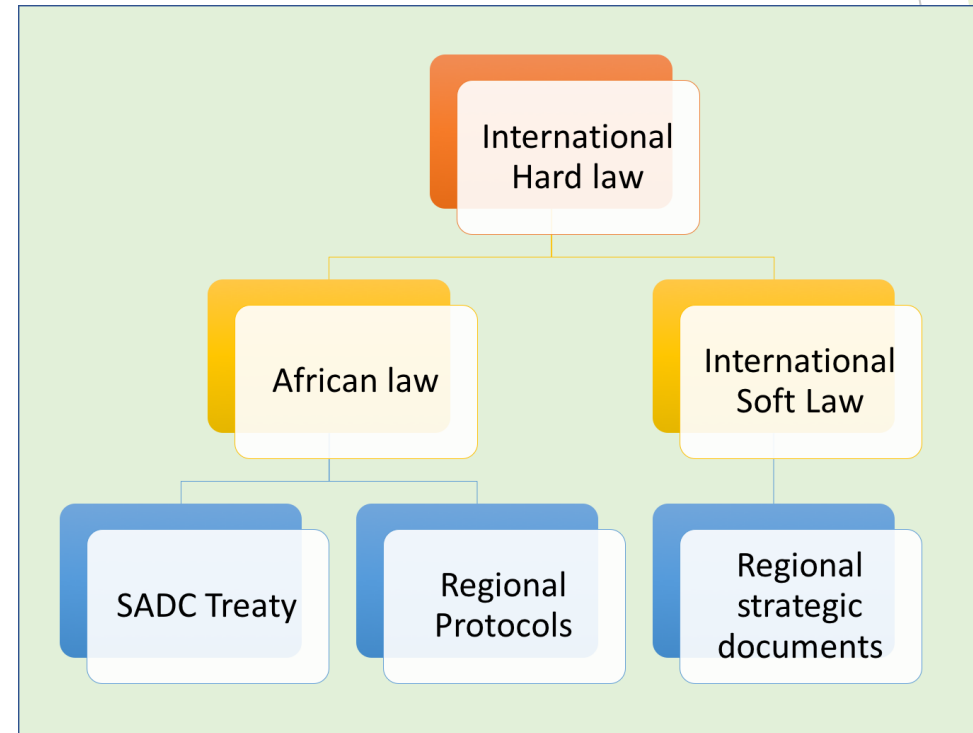 International
Hard law
African law
International
Soft Law
SADC Treaty
Regional
Protocols
Regional
strategic
documents